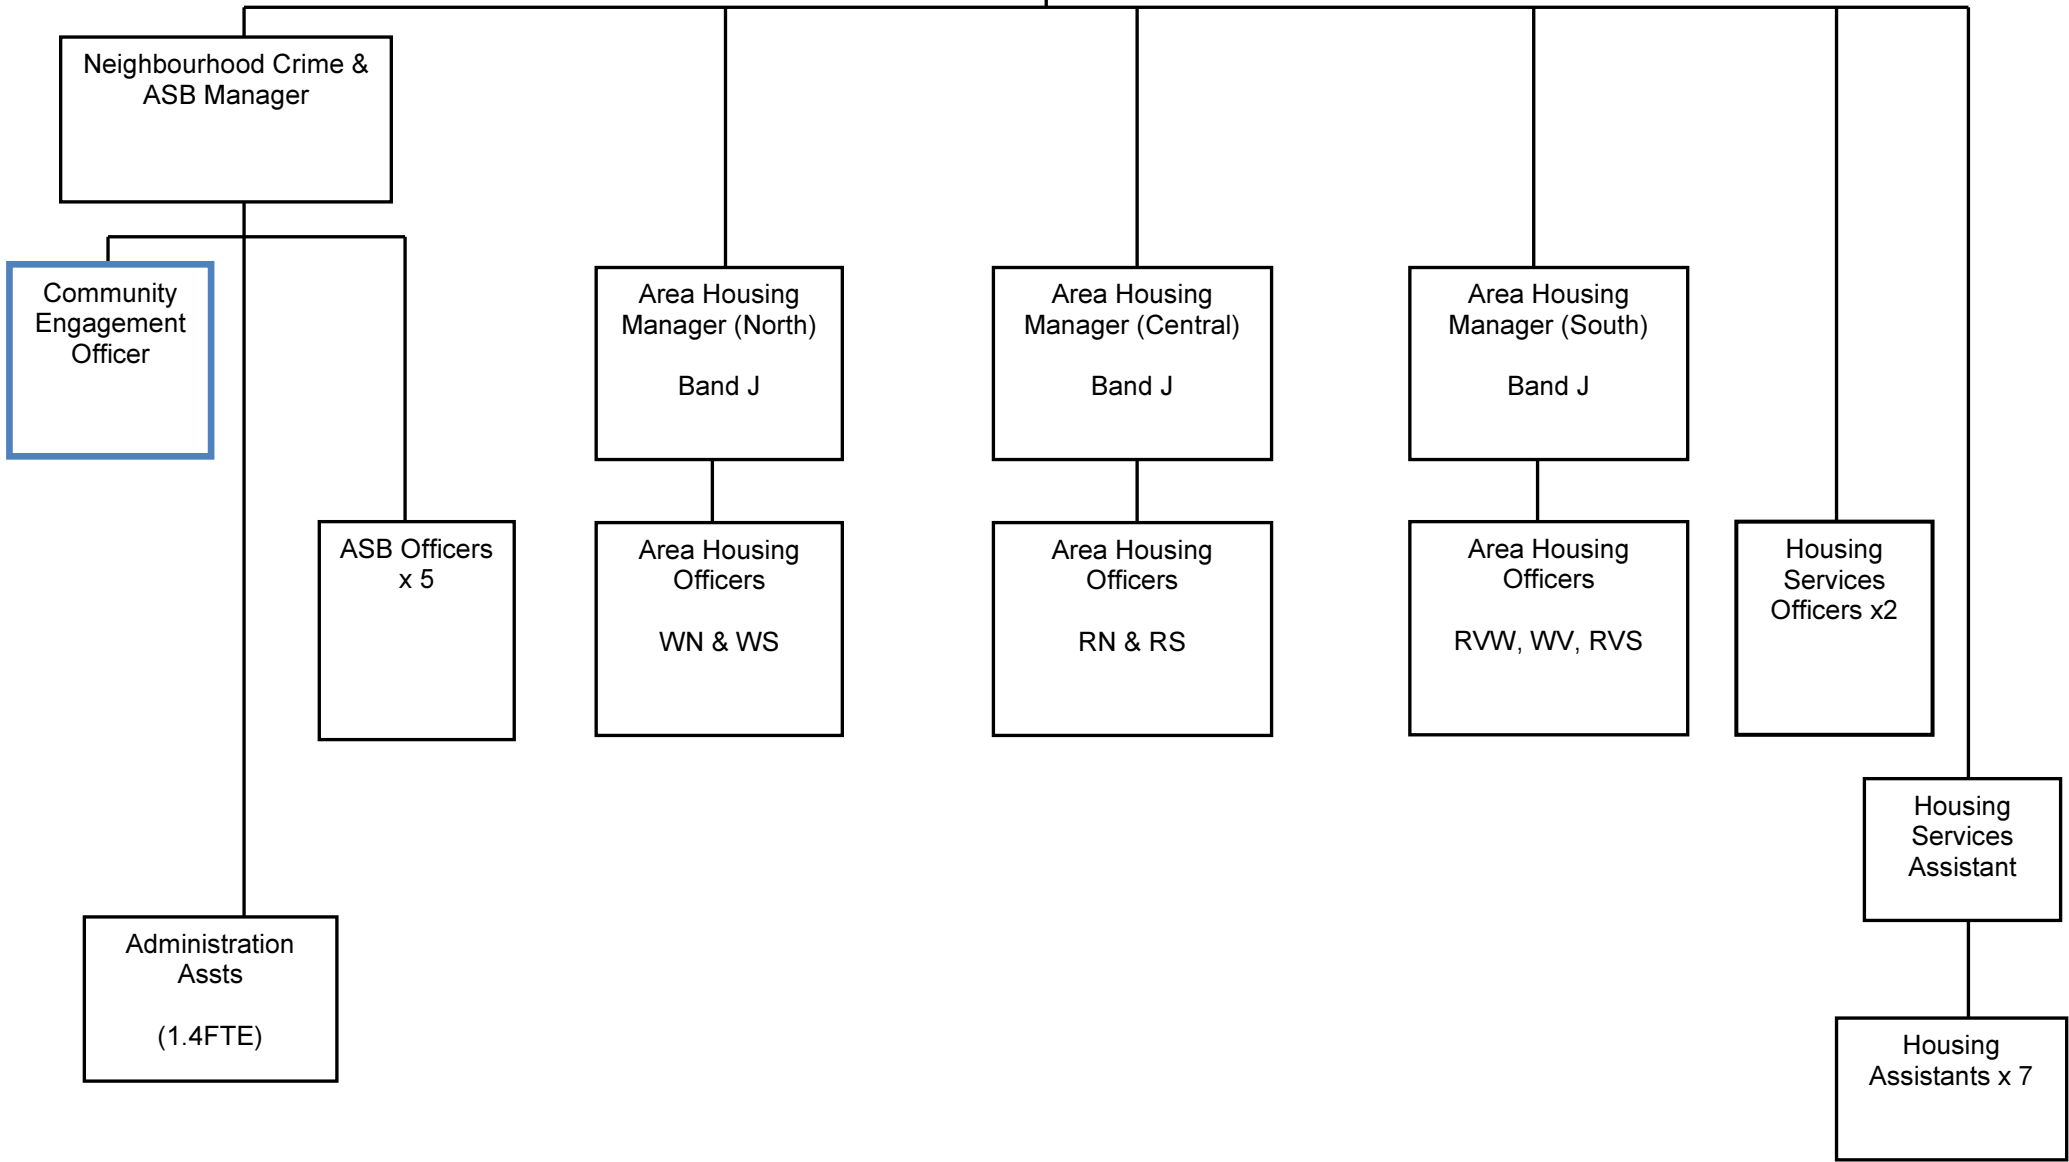 Neighbourhood Crime &
ASB Manager
Community
Engagement
Officer
Area Housing
Manager (North)
Band J
Area Housing
Manager (Central)
Band J
Area Housing
Manager (South)
Band J
ASB Officers
x 5
Area Housing
Officers
WN & WS
Area Housing
Officers
RN & RS
Area Housing
Officers
RVW, WV, RVS
Housing
Services
Officers x2
Housing
Services
Assistant
Administration
Assts
(1.4FTE)
Housing
Assistants x 7